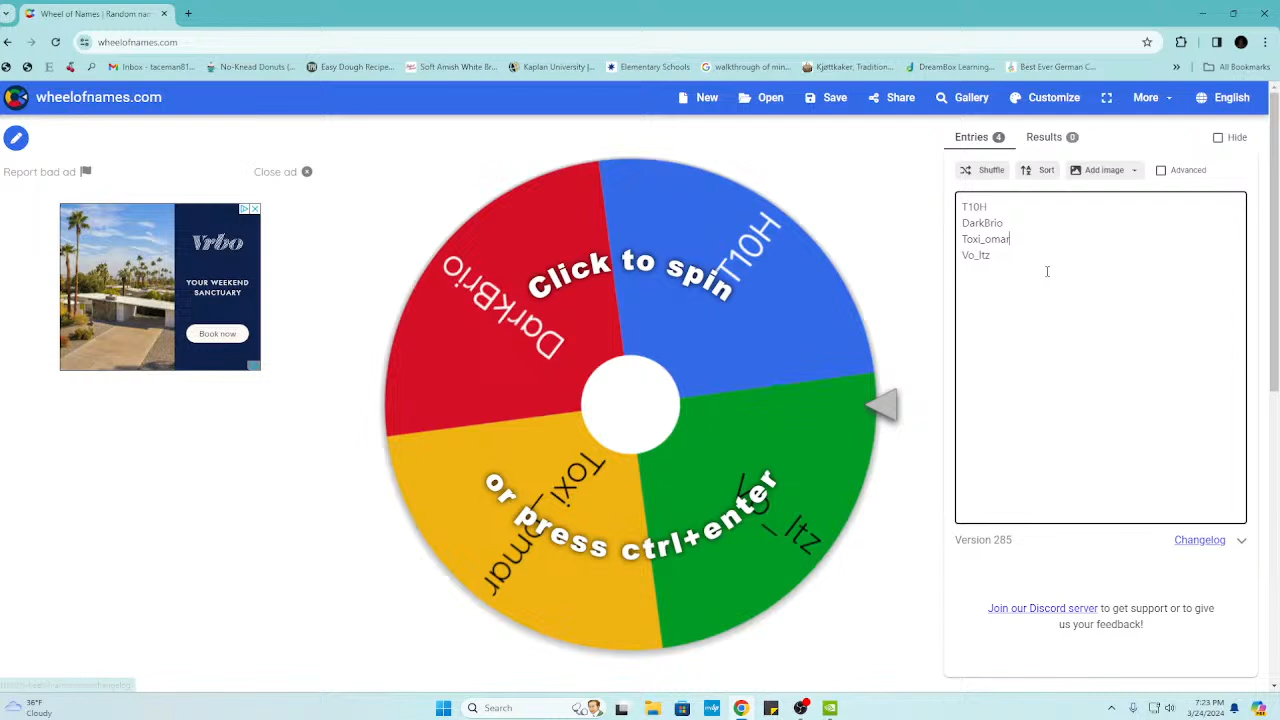 Wheel of Names | Random nam
wheelofnames.com
Inbox - taceman81...
No-Knead Donuts (...
Easy Dough Recipe...
Soft Amish White Br...
Kaplan University |...
Elementary Schools
walkthrough of min...
Kjøttkaker, Tradition...
DreamBox Learning
Best Ever German C...
All Bookmarks
wheelofnames.com
New
Open
Save
Share
Gallery
Customize
More
English
Report bad ad
Close ad
Vrbo
YOUR WEEKEND
SANCTUARY
Book now
DarkBrio
T10H
Toxi_omar
Click to spin
or press ctrl+enter
Entries 4
Results 0
Hide
Shuffle
Sort
Add image
Advanced
T10H
DarkBrio
Toxi_omar
Vo_Itz
Version 285
Changelog
Join our Discord server to get support or to give
us your feedback!
36°F
Cloudy
Search
7:23 PM
3/24/2024